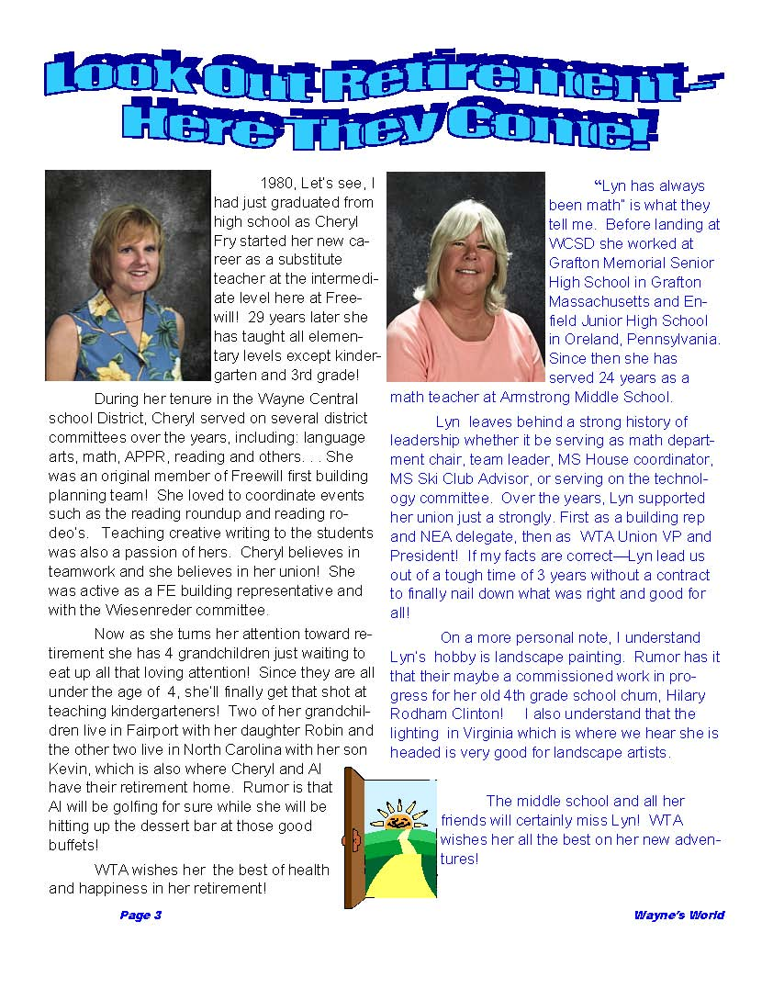 Look Out Retirement –
Here They Come!
1980, Let's see, I
had just graduated from
high school as Cheryl
Fry started her new ca-
reer as a substitute
teacher at the intermedi-
ate level here at Free-
will!  29 years later she
has taught all elemen-
tary levels except kinder-
garten and 3rd grade!
During her tenure in the Wayne Central
school District, Cheryl served on several district
committees over the years, including: language
arts, math, APPR, reading and others. . . She
was an original member of Freewill first building
planning team!  She loved to coordinate events
such as the reading roundup and reading ro-
deo's.   Teaching creative writing to the students
was also a passion of hers.  Cheryl believes in
teamwork and she believes in her union!  She
was active as a FE building representative and
with the Wiesenreder committee.
Now as she turns her attention toward re-
tirement she has 4 grandchildren just waiting to
eat up all that loving attention!  Since they are all
under the age of  4, she'll finally get that shot at
teaching kindergarteners!  Two of her grandchil-
dren live in Fairport with her daughter Robin and
the other two live in North Carolina with her son
Kevin, which is also where Cheryl and Al
have their retirement home.  Rumor is that
Al will be golfing for sure while she will be
hitting up the dessert bar at those good
buffets!
WTA wishes her  the best of health
and happiness in her retirement!
"Lyn has always
been math" is what they
tell me.  Before landing at
WCSD she worked at
Grafton Memorial Senior
High School in Grafton
Massachusetts and En-
field Junior High School
in Oreland, Pennsylvania.
Since then she has
served 24 years as a
math teacher at Armstrong Middle School.
Lyn  leaves behind a strong history of
leadership whether it be serving as math depart-
ment chair, team leader, MS House coordinator,
MS Ski Club Advisor, or serving on the technol-
ogy committee.  Over the years, Lyn supported
her union just a strongly. First as a building rep
and NEA delegate, then as  WTA Union VP and
President!  If my facts are correct—Lyn lead us
out of a tough time of 3 years without a contract
to finally nail down what was right and good for
all!
On a more personal note, I understand
Lyn's  hobby is landscape painting.  Rumor has it
that their maybe a commissioned work in pro-
gress for her old 4th grade school chum, Hilary
Rodham Clinton!     I also understand that the
lighting  in Virginia which is where we hear she is
headed is very good for landscape artists.
The middle school and all her
friends will certainly miss Lyn!  WTA
wishes her all the best on her new adven-
tures!
Page 3
Wayne's World